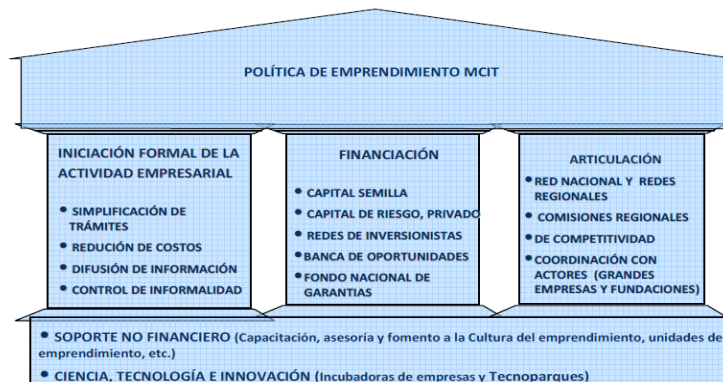 POLÍTICA DE EMPRENDIMIENTO MCIT
INICIACIÓN FORMAL DE LA
ACTIVIDAD EMPRESARIAL
• SIMPLIFICACIÓN DE
TRÁMITES
• REDUCIÓN DE COSTOS
• DIFUSIÓN DE INFORMACIÓN
• CONTROL DE INFORMALIDAD
FINANCIACIÓN
• CAPITAL SEMILLA
• CAPITAL DE RIESGO, PRIVADO
• REDES DE INVERSIONISTAS
• BANCA DE OPORTUNIDADES
• FONDO NACIONAL DE
GARANTIAS
ARTICULACIÓN
• RED NACIONAL Y REDES
REGIONALES
• COMISIONES REGIONALES
• DE COMPETITIVIDAD
• COORDINACIÓN CON
ACTORES (GRANDES
EMPRESAS Y FUNDACIONES)
• SOPORTE NO FINANCIERO (Capacitación, asesoría y fomento a la Cultura del emprendimiento, unidades de
emprendimiento, etc.)
• CIENCIA, TECNOLOGÍA E INNOVACIÓN (Incubadoras de empresas y Tecnoparques)